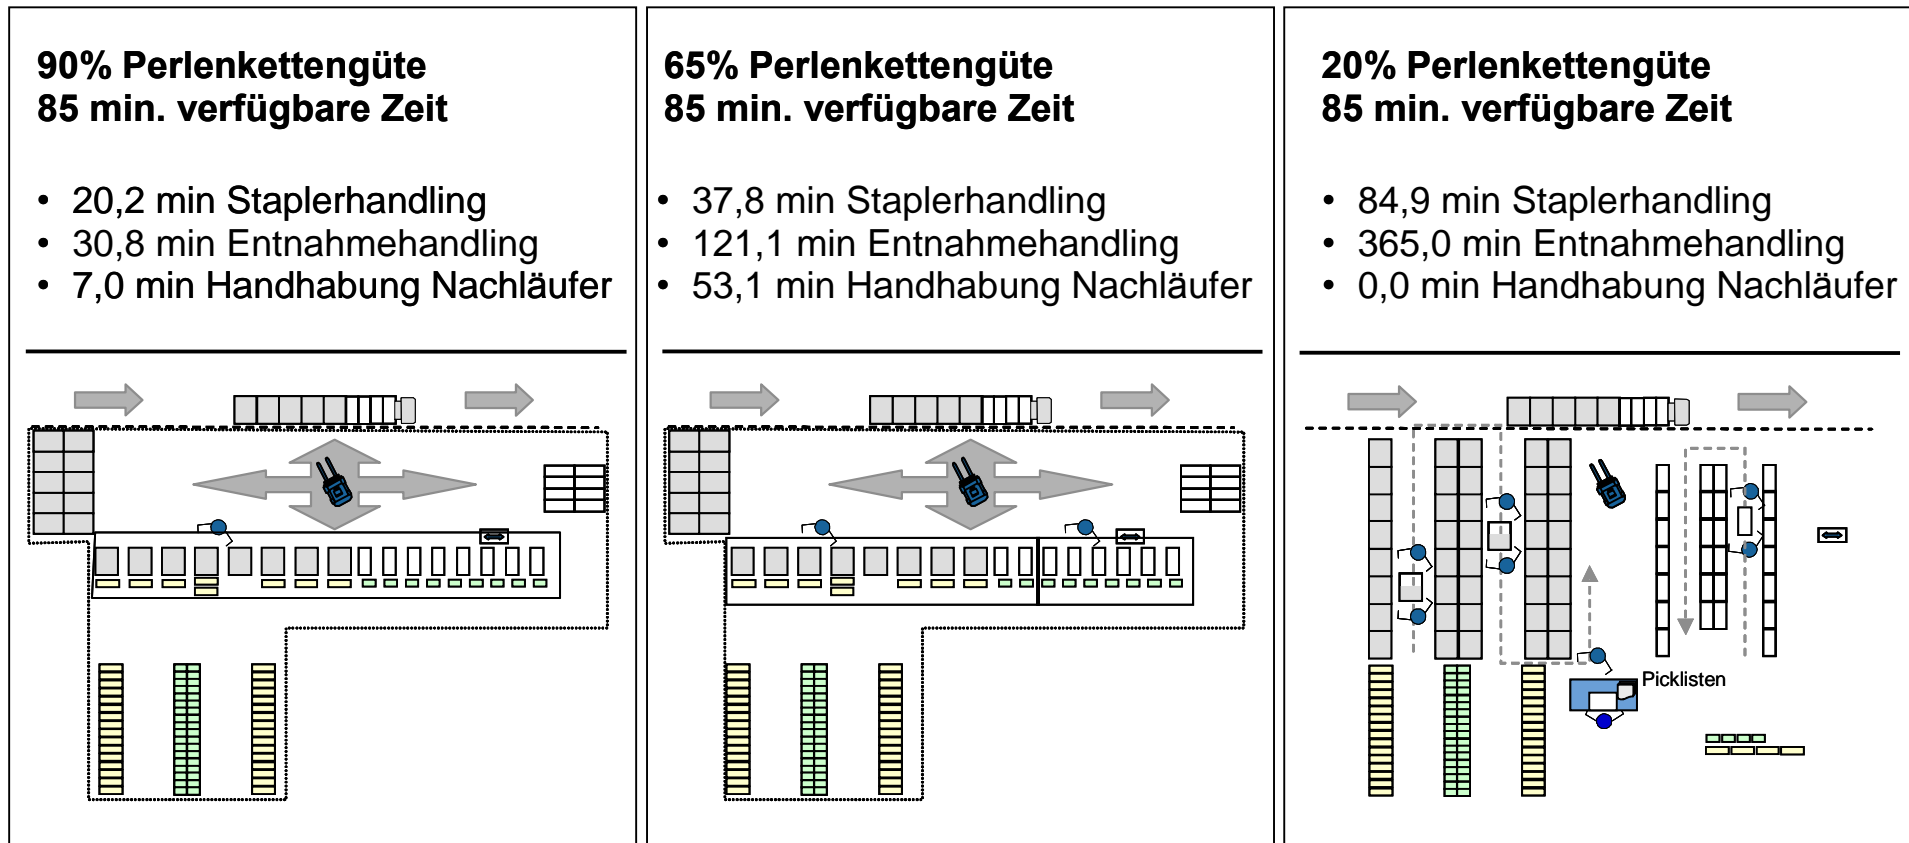 90% Perlenkettengüte
85 min. verfügbare Zeit
• 20,2 min Staplerhandling
• 30,8 min Entnahmehandling
• 7,0 min Handhabung Nachläufer
65% Perlenkettengüte
85 min. verfügbare Zeit
• 37,8 min Staplerhandling
• 121,1 min Entnahmehandling
• 53,1 min Handhabung Nachläufer
20% Perlenkettengüte
85 min. verfügbare Zeit
• 84,9 min Staplerhandling
• 365,0 min Entnahmehandling
• 0,0 min Handhabung Nachläufer
Picklisten